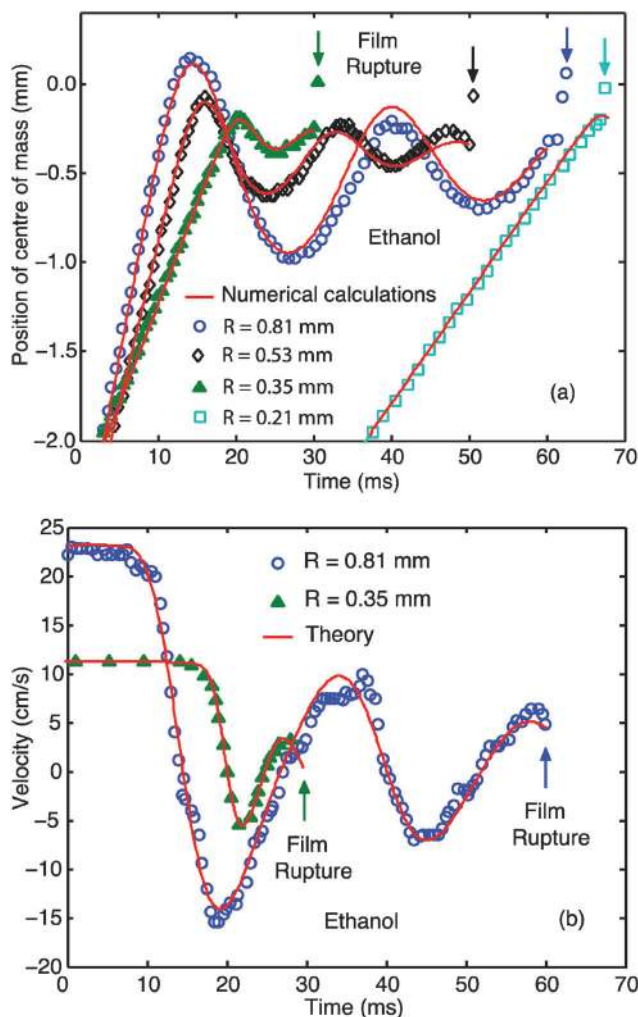 Position of centre of mass (mm)
0.0
−0.5
−1.0
−1.5
−2.0
Film
Rupture
Ethanol
Numerical calculations
R = 0.81 mm
R = 0.53 mm
R = 0.35 mm
R = 0.21 mm
(a)
0 10 20 30 40 50 60 70
Time (ms)
Velocity (cm/s)
25
20
15
10
5
0
−5
−10
−15
−20
R = 0.81 mm
R = 0.35 mm
Theory
Film
Rupture
Film
Rupture
Ethanol
(b)
0 10 20 30 40 50 60 70
Time (ms)